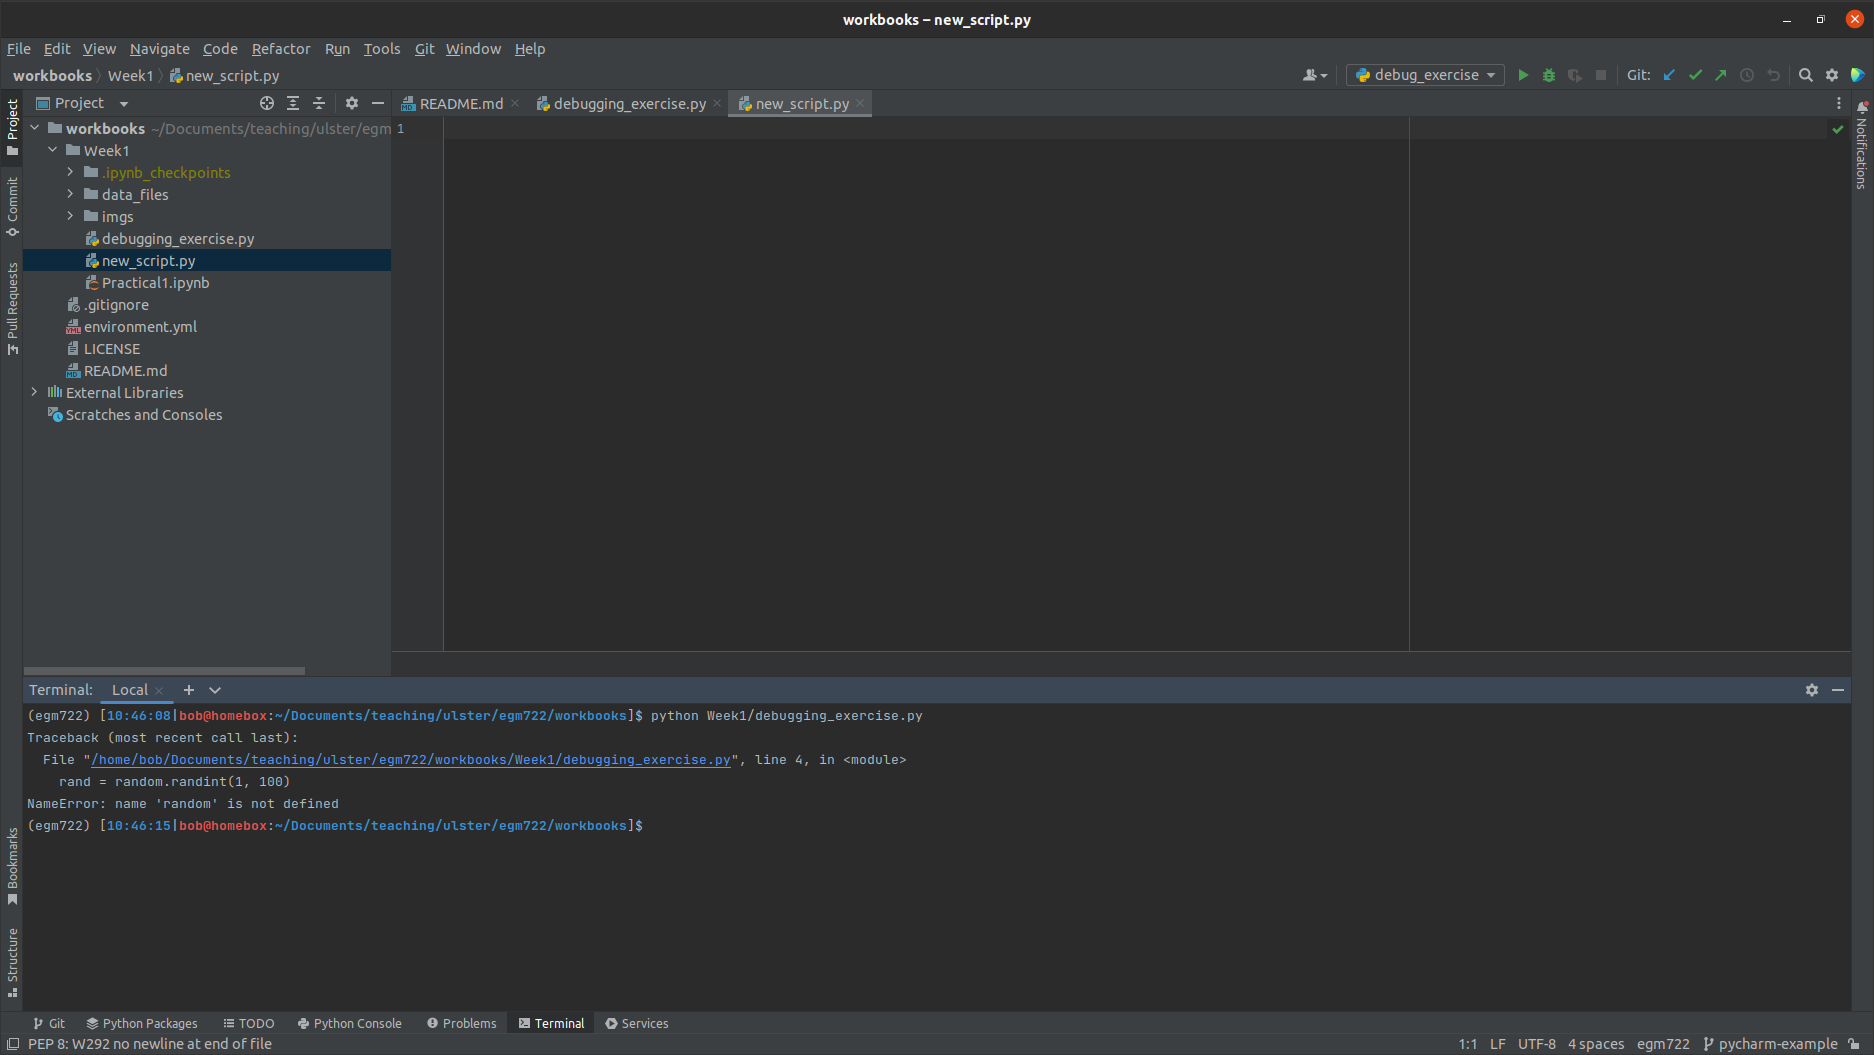 workbooks – new_script.py
File Edit View Navigate Code Refactor Run Tools Git Window Help
workbooks Week1 new_script.py
debug_exercise
Git:
Project
README.md
debugging_exercise.py
new_script.py
workbooks ~/Documents/teaching/ulster/egm
1
Week1
.ipynb_checkpoints
data_files
imgs
debugging_exercise.py
new_script.py
Practical1.ipynb
.gitignore
environment.yml
LICENSE
README.md
External Libraries
Scratches and Consoles
Project
Commit
Pull Requests
Bookmarks
Structure
Notifications
Terminal: Local
(egm722) [10:46:08|bob@homebox:~/Documents/teaching/ulster/egm722/workbooks]$ python Week1/debugging_exercise.py
Traceback (most recent call last):
File "/home/bob/Documents/teaching/ulster/egm722/workbooks/Week1/debugging_exercise.py", line 4, in <module>
rand = random.randint(1, 100)
NameError: name 'random' is not defined
(egm722) [10:46:15|bob@homebox:~/Documents/teaching/ulster/egm722/workbooks]$
Git Python Packages TODO Python Console Problems Terminal Services
PEP 8: W292 no newline at end of file
1:1 LF UTF-8 4 spaces egm722 pycharm-example